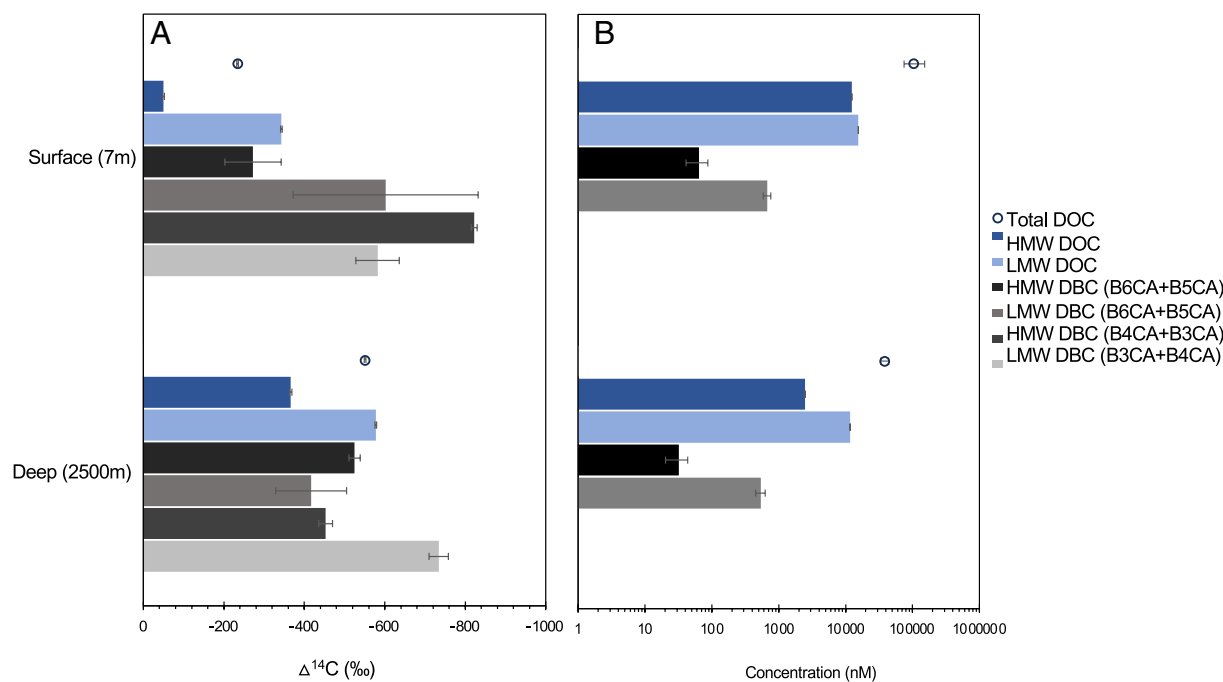 A
B
Surface (7m)
Deep (2500m)
0
-200
-400
-600
-800
-1000
Δ¹⁴C (‰)
1
10
100
1000
10000
100000
1000000
Concentration (nM)
Total DOC
HMW DOC
LMW DOC
HMW DBC (B6CA+B5CA)
LMW DBC (B6CA+B5CA)
HMW DBC (B4CA+B3CA)
LMW DBC (B3CA+B4CA)